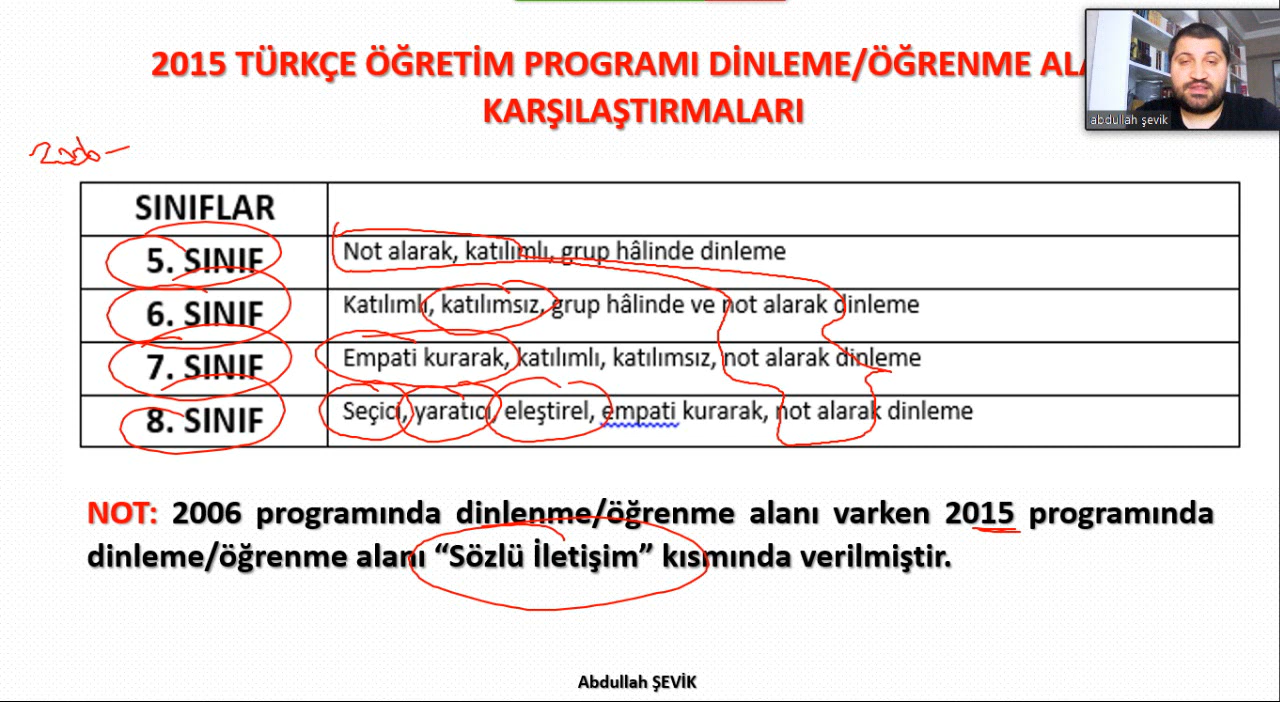 2015 TÜRKÇE ÖĞRETİM PROGRAMI DİNLEME/ÖĞRENME
KARŞILAŞTIRMALARI
abdullah şevik
2006
SINIFLAR
5. SINIF Not alarak, katılımlı, grup hâlinde dinleme
6. SINIF Katılımlı, katılımsız, grup hâlinde ve not alarak dinleme
7. SINIF Empati kurarak, katılımlı, katılımsız, not alarak dinleme
8. SINIF Seçici, yaratıcı, eleştirel, empati kurarak, not alarak dinleme
NOT: 2006 programında dinlenme/öğrenme alanı varken 2015 programında
dinleme/öğrenme alanı “Sözlü İletişim” kısmında verilmiştir.
Abdullah ŞEVİK